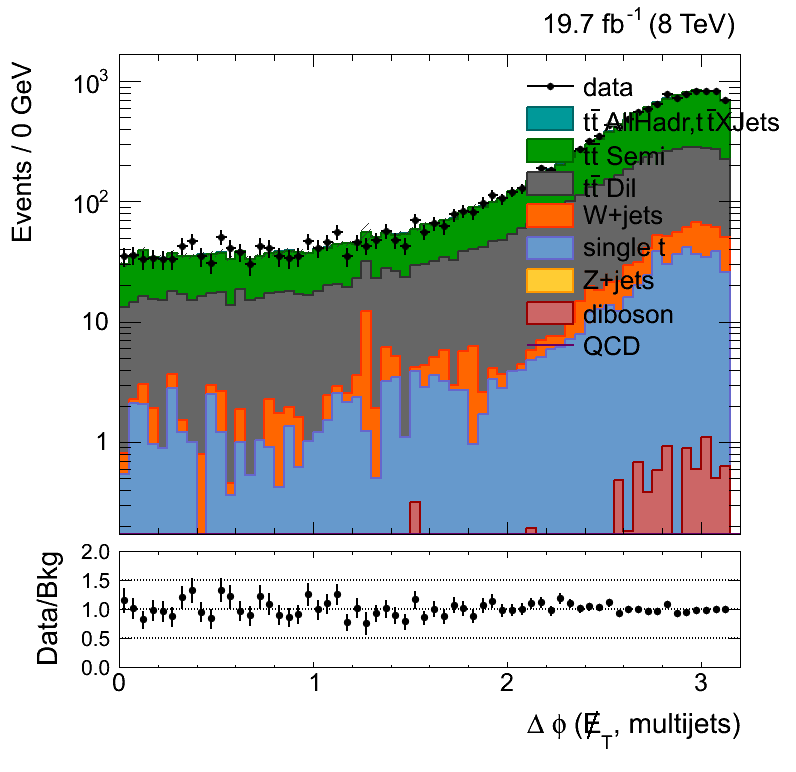 19.7 fb⁻¹ (8 TeV)
Events / 0 GeV
10³
10²
10
1
data
tt̄ AllHadr,tt̄XJets
tt̄ Semi
tt̄ Dil
W+jets
single t
Z+jets
diboson
QCD
Data/Bkg
2.0
1.5
1.0
0.5
0.0
0 1 2 3
Δ ϕ (E̸_T, multijets)